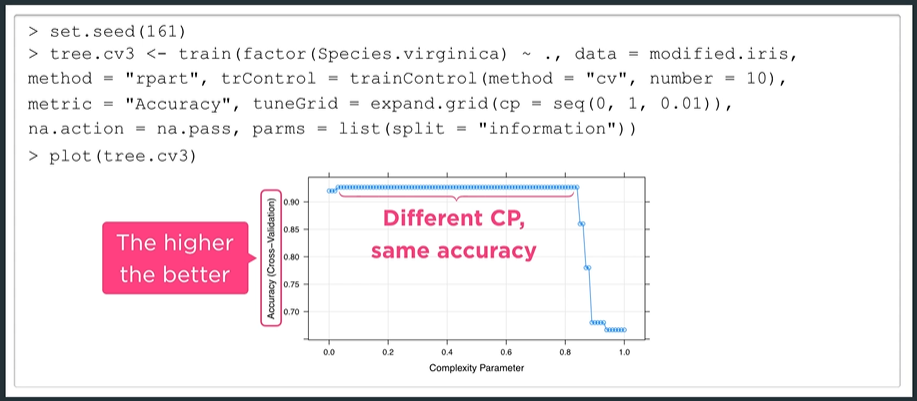 > set.seed(161)
> tree.cv3 <- train(factor(Species.virginica) ~ ., data = modified.iris,
method = "rpart", trControl = trainControl(method = "cv", number = 10),
metric = "Accuracy", tuneGrid = expand.grid(cp = seq(0, 1, 0.01)),
na.action = na.pass, parms = list(split = "information"))
> plot(tree.cv3)
The higher
the better
Accuracy (Cross-Validation)
0.90
0.85
0.80
0.75
0.70
Different CP,
same accuracy
0.0
0.2
0.4
0.6
0.8
1.0
Complexity Parameter